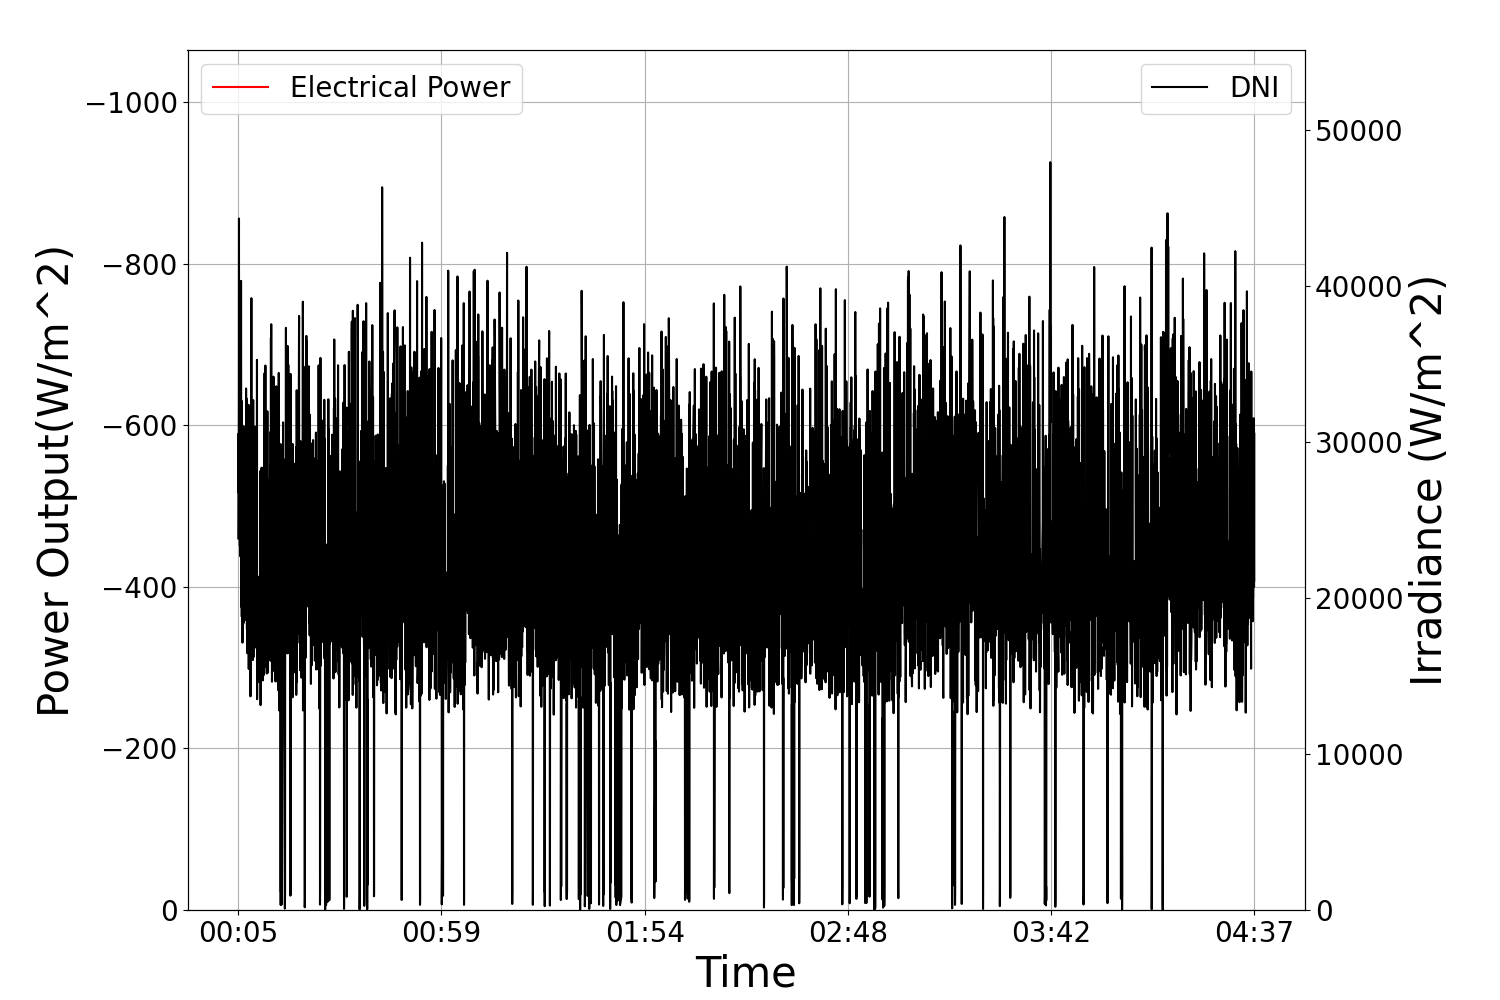 Electrical Power
DNI
Power Output(W/m^2)
−1000
−800
−600
−400
−200
0
50000
40000
30000
20000
10000
0
Irradiance (W/m^2)
00:05 00:59 01:54 02:48 03:42 04:37
Time